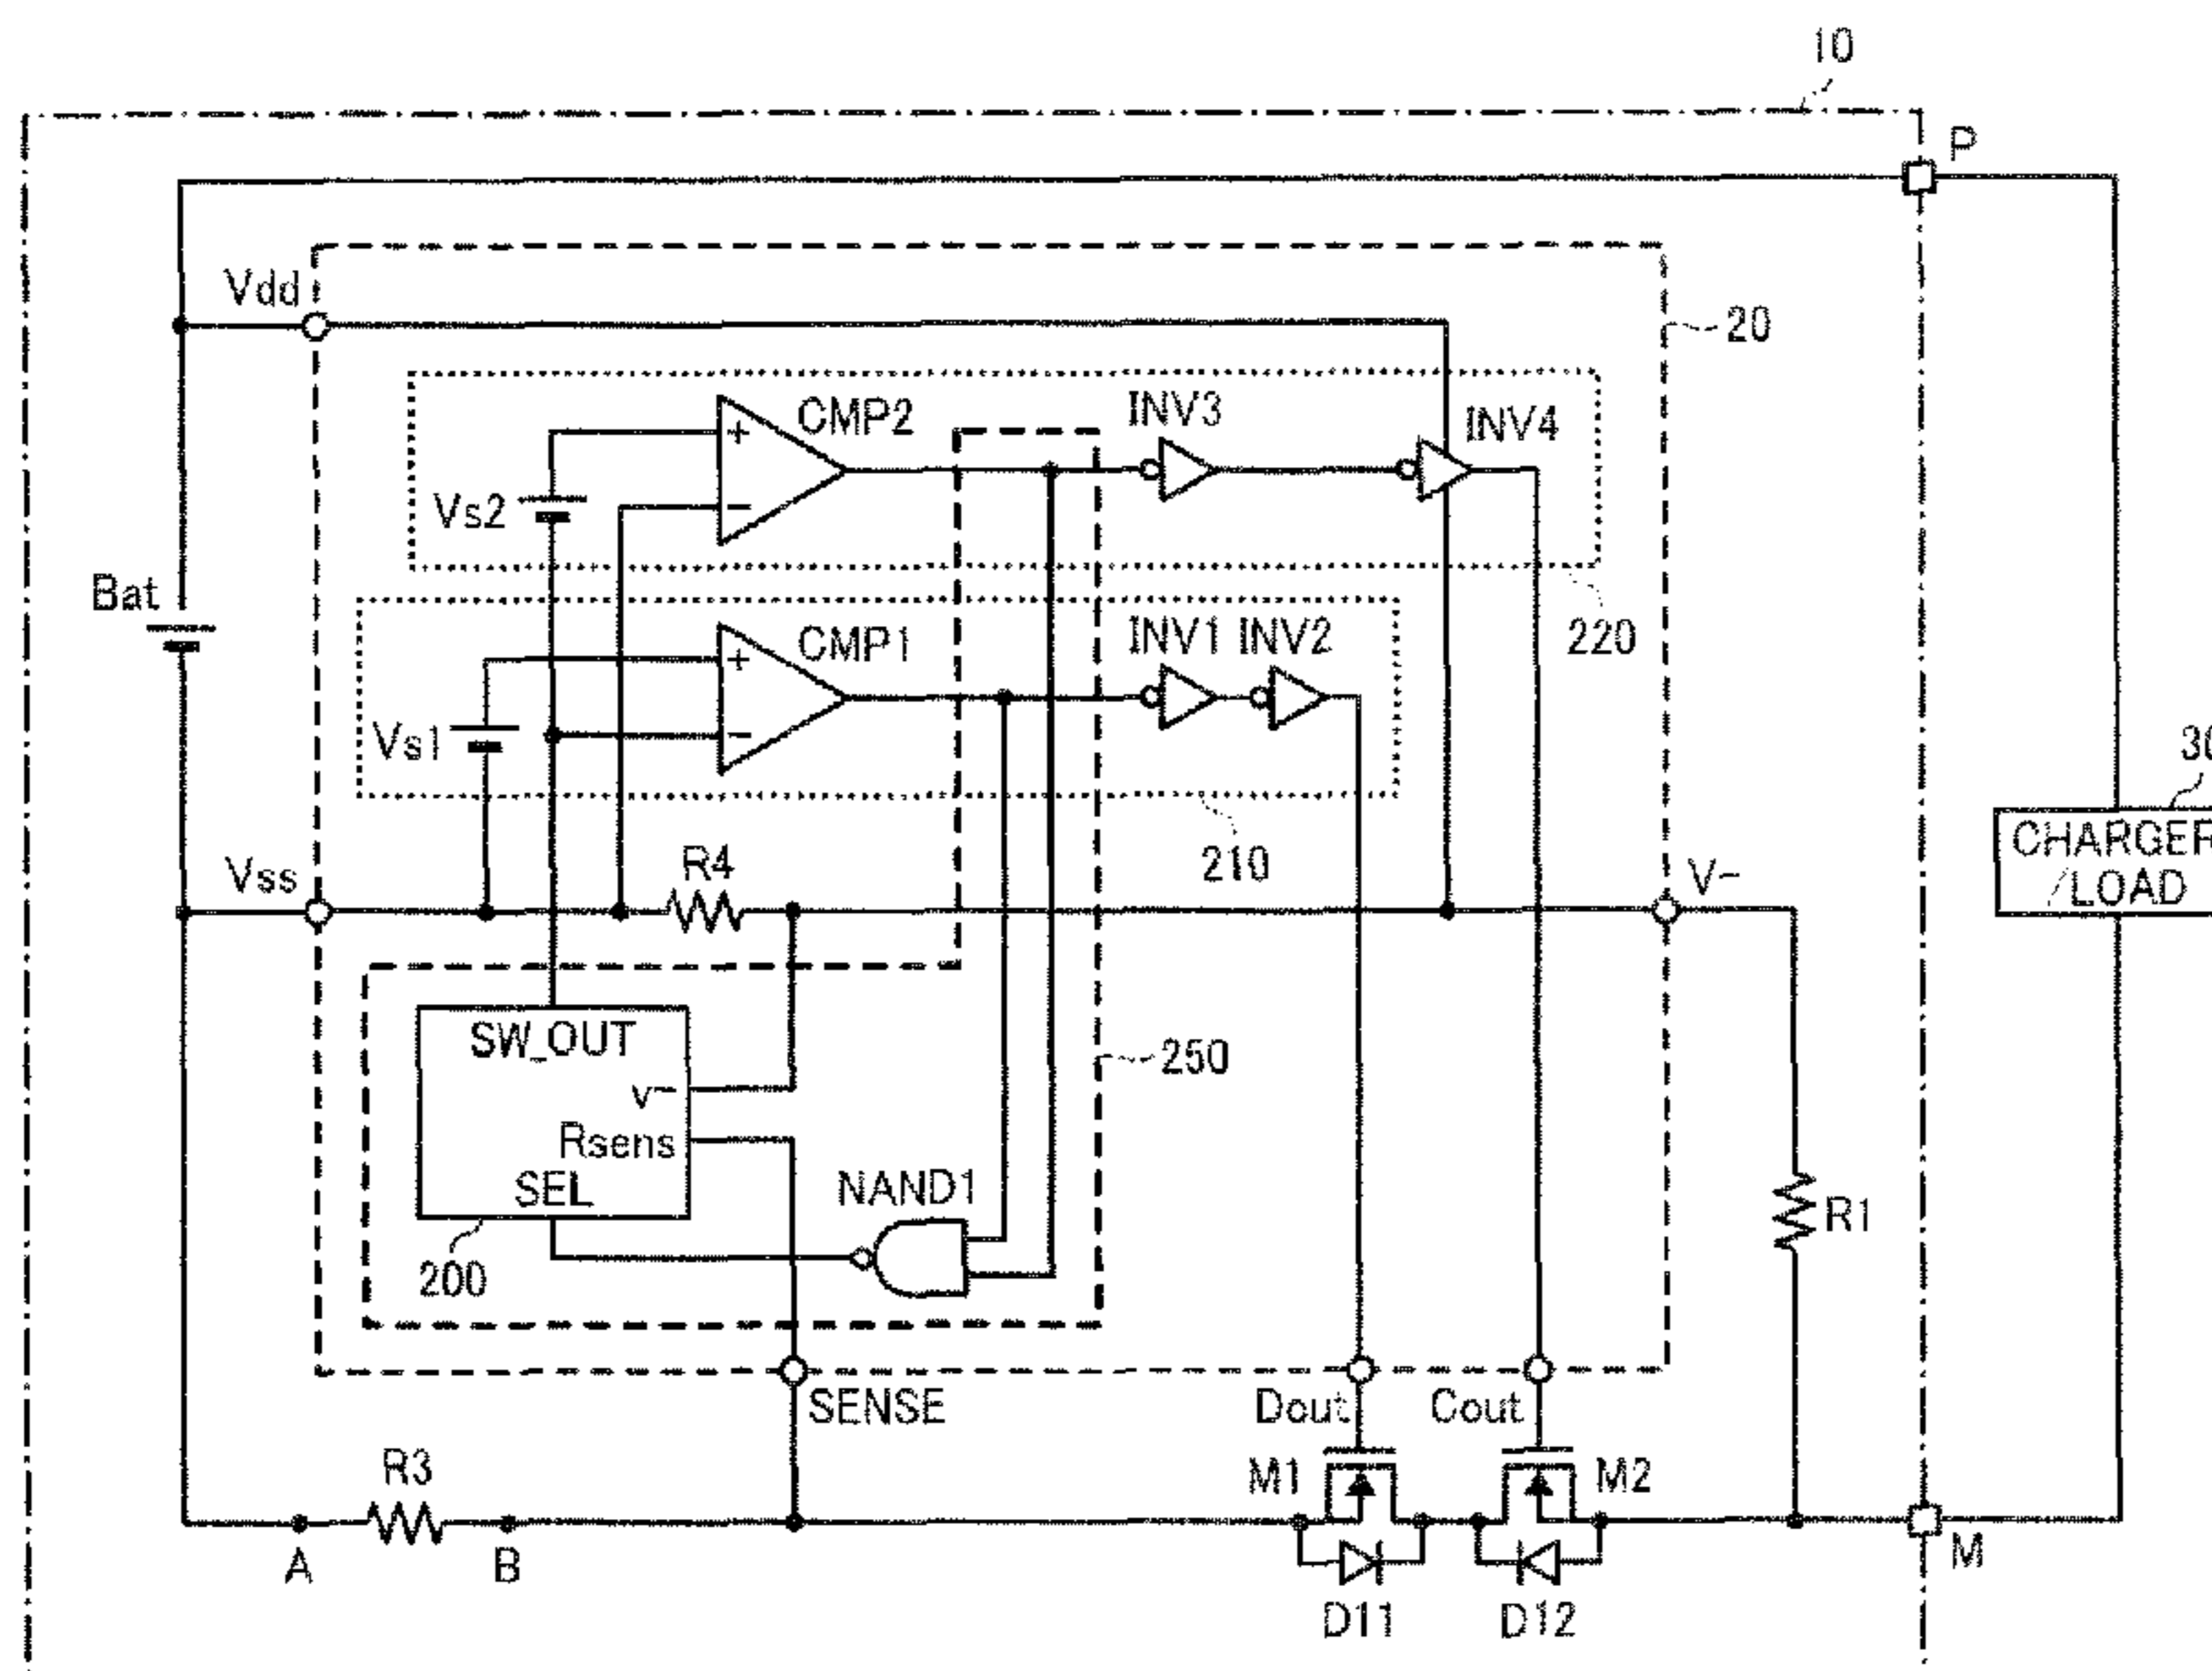 10
P
Vdd
20
CMP2
INV3
INV4
Vs2
Bat
220
CMP1
INV1 INV2
Vs1
30
CHARGER
/LOAD
Vss
R4
210
V-
SW_OUT
250
v-
Rsens
SEL
NAND1
R1
200
SENSE
Dout
Cout
R3
M1
M2
A
B
M
D11
D12
+
-
+
-